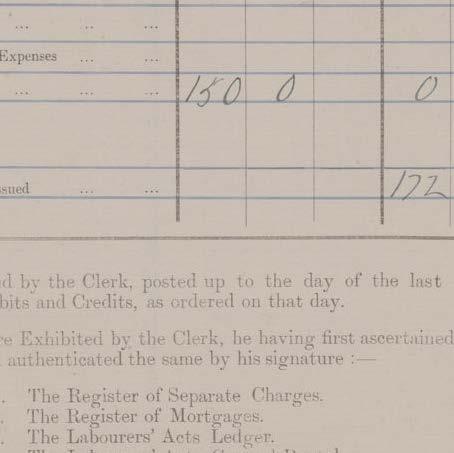 ... ... ...
Expenses ... ...
... ... ... 150 0 0
ssued ... ... 172
d by the Clerk, posted up to the day of the last
bits and Credits, as ordered on that day.
re Exhibited by the Clerk, he having first ascertained
authenticated the same by his signature :—
. The Register of Separate Charges.
. The Register of Mortgages.
. The Labourers' Acts Ledger.